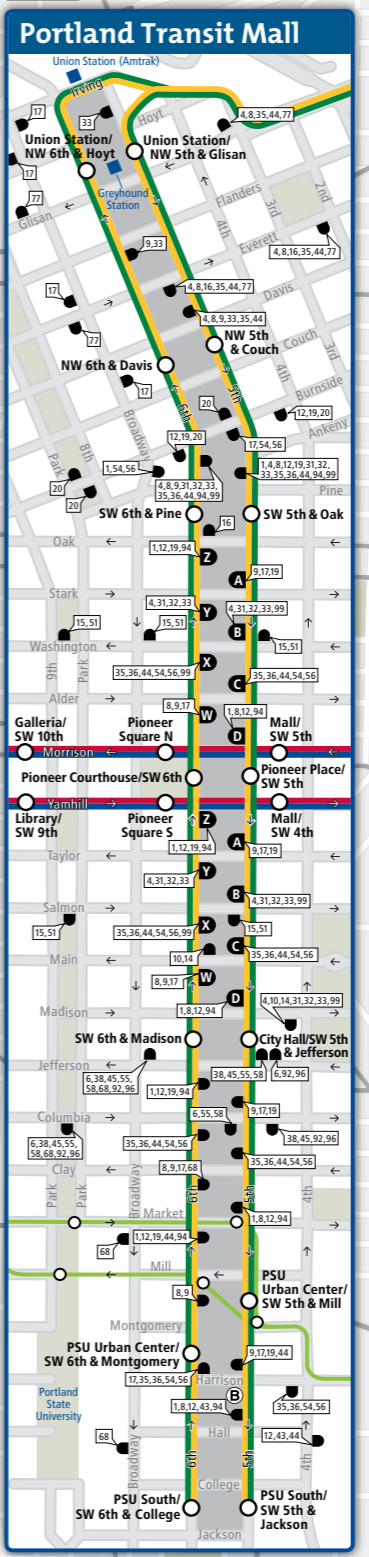 Portland Transit Mall
Union Station (Amtrak)
Irving
17
33
Hoyt
4,8,35,44,77
Union Station/
NW 6th & Hoyt
Union Station/
NW 5th & Glisan
17
Greyhound
Station
77
Glisan
Flanders
2nd
3rd
4th
9,33
Everett
4,8,16,35,44,77
17
4,8,16,35,44,77
Davis
4,8,9,33,35,44
77
NW 5th
& Couch
Couch
3rd
NW 6th & Davis
4th
17
5th
6th
Burnside
20
12,19,20
Broadway
Ankeny
17,54,56
12,19,20
8th
Park
1,54,56
1,4,8,12,19,31,32,
33,35,36,44,94,99
20
4,8,9,31,32,33,
35,36,44,94,99
20
Pine
SW 6th & Pine
SW 5th & Oak
16
Oak
1,12,19,94
Z
9,17,19
A
Stark
4,31,32,33
Y
4,31,32,33,99
15,51
15,51
B
15,51
Washington
9th
Park
35,36,44,54,56,99
X
35,36,44,54,56
C
Alder
8,9,17
W
1,8,12,94
D
Galleria/
SW 10th
Pioneer
Square N
Mall/
SW 5th
Morrison
Pioneer Courthouse/SW 6th
Pioneer Place/
SW 5th
Yamhill
Library/
SW 9th
Pioneer
Square S
Mall/
SW 4th
Z
1,12,19,94
A
9,17,19
Taylor
Y
4,31,32,33
B
4,31,32,33,99
Salmon
15,51
35,36,44,54,56,99
X
15,51
10,14
C
35,36,44,54,56
Main
8,9,17
W
1,8,12,94
D
4,10,14,31,32,33,99
Madison
SW 6th & Madison
City Hall/SW 5th
& Jefferson
Jefferson
6,38,45,55,
58,68,92,96
38,45,55,58
6,92,96
1,12,19,94
9,17,19
Columbia
6,55,58
6,38,45,55,
58,68,92,96
35,36,44,54,56
38,45,92,96
35,36,44,54,56
Clay
8,9,17,68
Park
Park
Broadway
6th
5th
4th
1,8,12,94
Market
68
1,12,19,44,94
Mill
8,9
PSU
Urban Center/
SW 5th & Mill
Montgomery
PSU Urban Center/
SW 6th & Montgomery
9,17,19,44
17,35,36,54,56
Harrison
Portland
State
University
B
1,8,12,43,94
35,36,54,56
Hall
12,43,44
68
Broadway
6th
5th
4th
College
PSU South/
SW 6th & College
PSU South/
SW 5th &
Jackson
Jackson